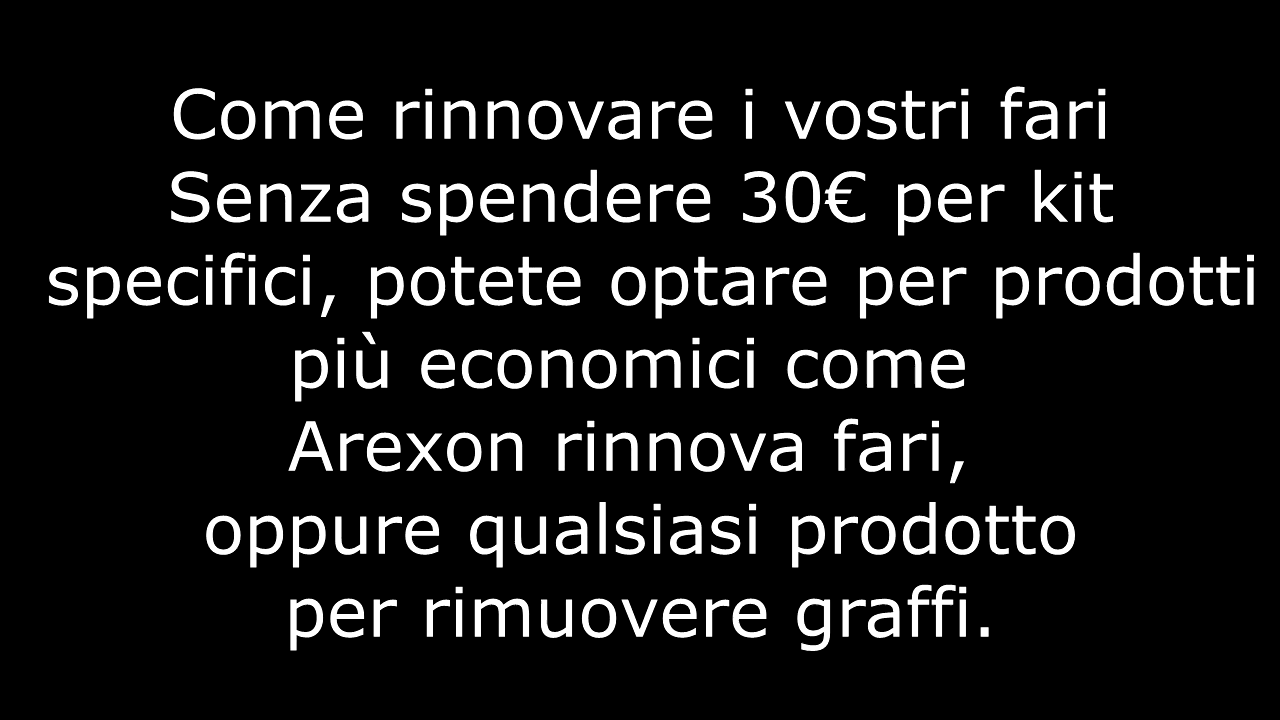 Come rinnovare i vostri fari
Senza spendere 30€ per kit
specifici, potete optare per prodotti
più economici come
Arexon rinnova fari,
oppure qualsiasi prodotto
per rimuovere graffi.